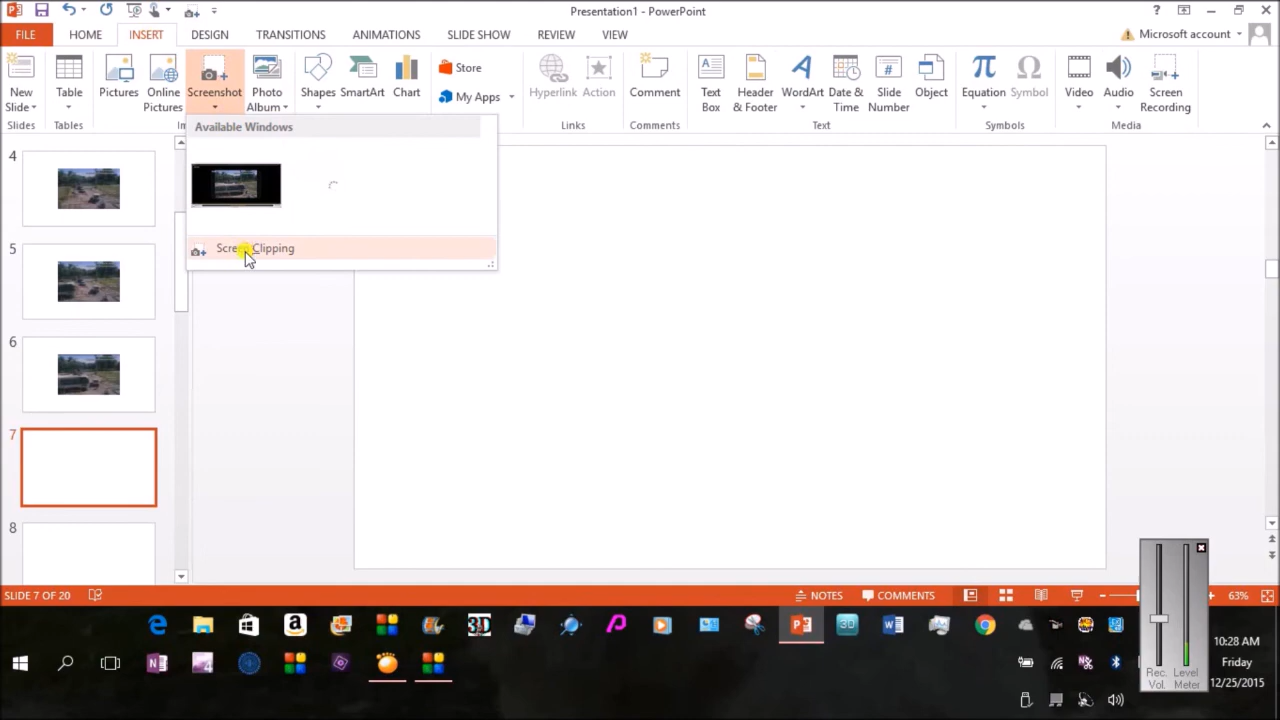 Presentation1 - PowerPoint
?
FILE HOME INSERT DESIGN TRANSITIONS ANIMATIONS SLIDE SHOW REVIEW VIEW Microsoft account
New Slide
Table
Pictures
Online Pictures
Screenshot
Photo Album
Shapes
SmartArt
Chart
Store
My Apps
Hyperlink
Action
Comment
Text Box
Header & Footer
WordArt
Date & Time
Slide Number
Object
Equation
Symbol
Video
Audio
Screen Recording
Slides Tables Im Links Comments Text Symbols Media
Available Windows
Screen Clipping
4
5
6
7
8
SLIDE 7 OF 20 NOTES COMMENTS 63%
3D
3D
10:28 AM
Friday
12/25/2015
Rec. Vol.
Level Meter